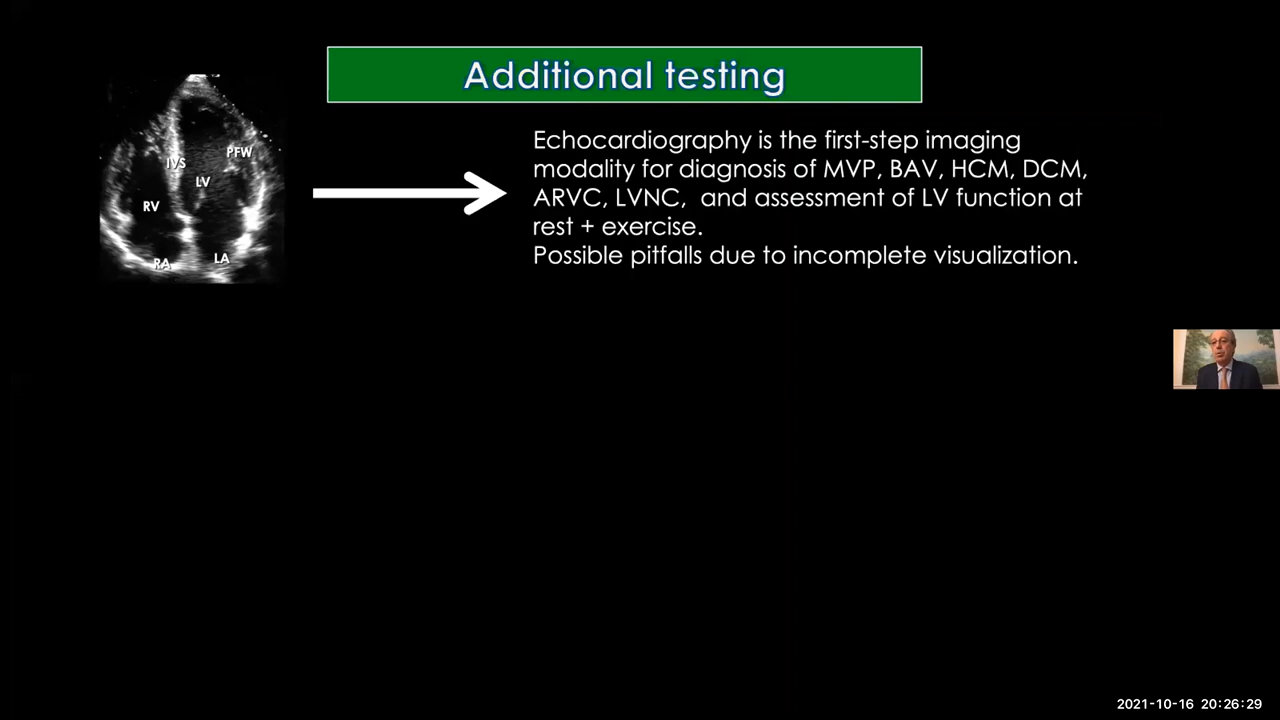 Additional testing
Echocardiography is the first-step imaging
modality for diagnosis of MVP, BAV, HCM, DCM,
ARVC, LVNC,  and assessment of LV function at
rest + exercise.
Possible pitfalls due to incomplete visualization.
IVS
PFW
LV
RV
RA
LA
2021-10-16 20:26:29